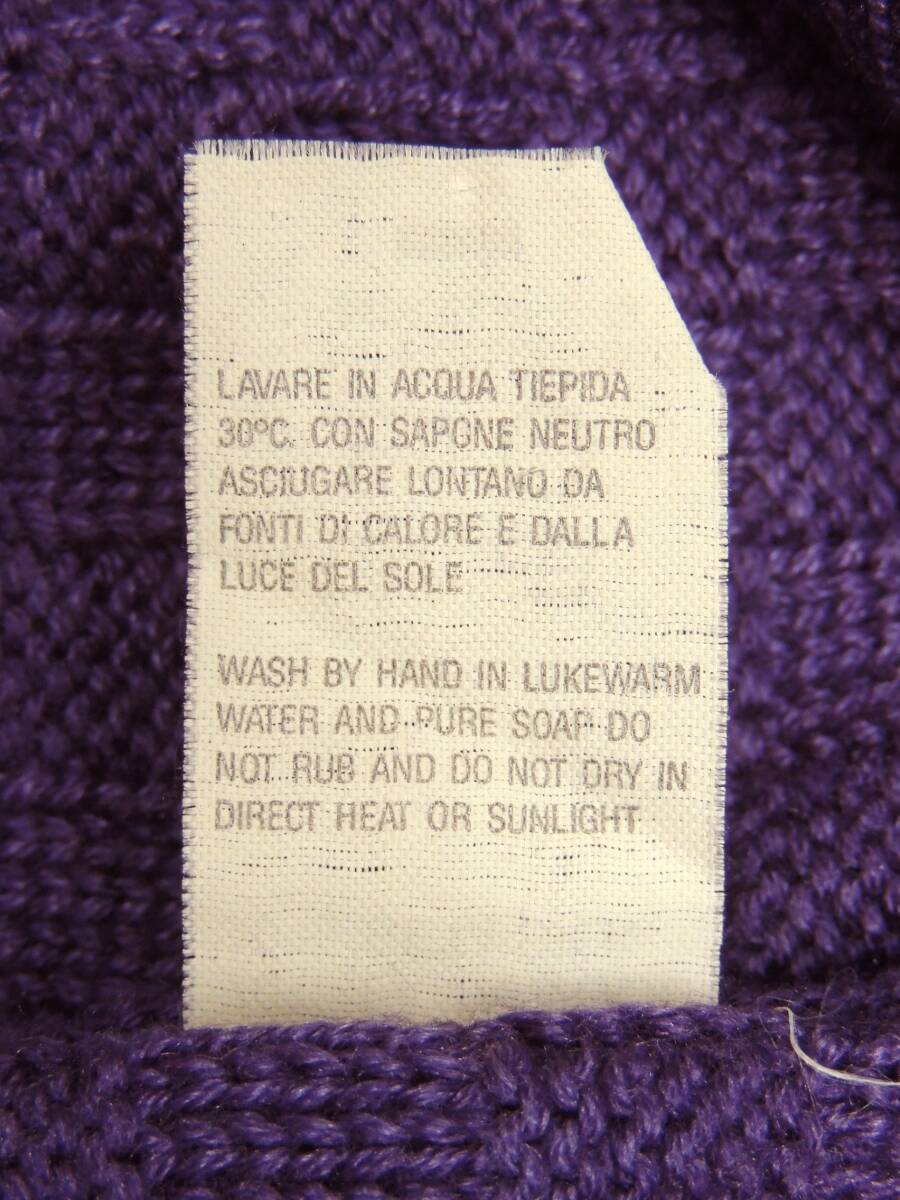 LAVARE IN ACQUA TIEPIDA
30°C. CON SAPONE NEUTRO
ASCIUGARE LONTANO DA
FONTI DI CALORE E DALLA
LUCE DEL SOLE
WASH BY HAND IN LUKEWARM
WATER AND PURE SOAP DO
NOT RUB AND DO NOT DRY IN
DIRECT HEAT OR SUNLIGHT